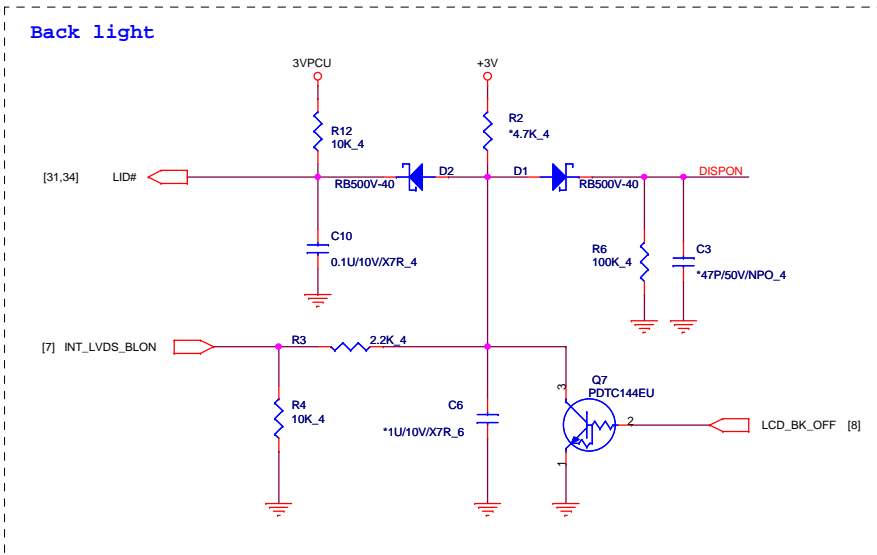 Back light
3VPCU
+3V
R12
10K_4
R2
*4.7K_4
[31,34] LID#
D2
RB500V-40
D1
RB500V-40
DISPON
C10
0.1U/10V/X7R_4
R6
100K_4
C3
*47P/50V/NPO_4
[7] INT_LVDS_BLON
R3
2.2K_4
R4
10K_4
C6
*1U/10V/X7R_6
3
Q7
PDTC144EU
2
1
LCD_BK_OFF [8]